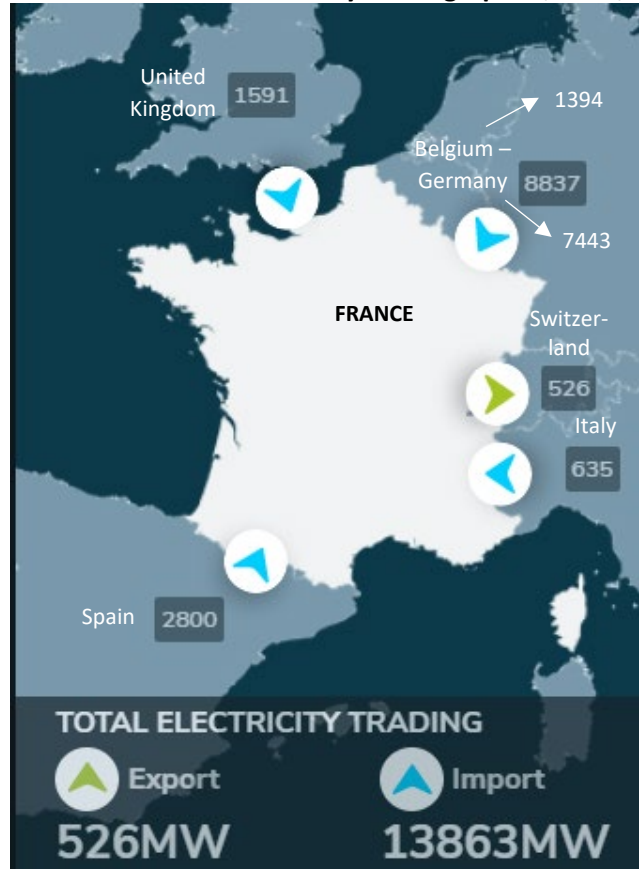 United
Kingdom
1591
1394
Belgium –
Germany
8837
7443
FRANCE
Switzer-
land
526
Italy
635
Spain
2800
TOTAL ELECTRICITY TRADING
Export
Import
526MW
13863MW